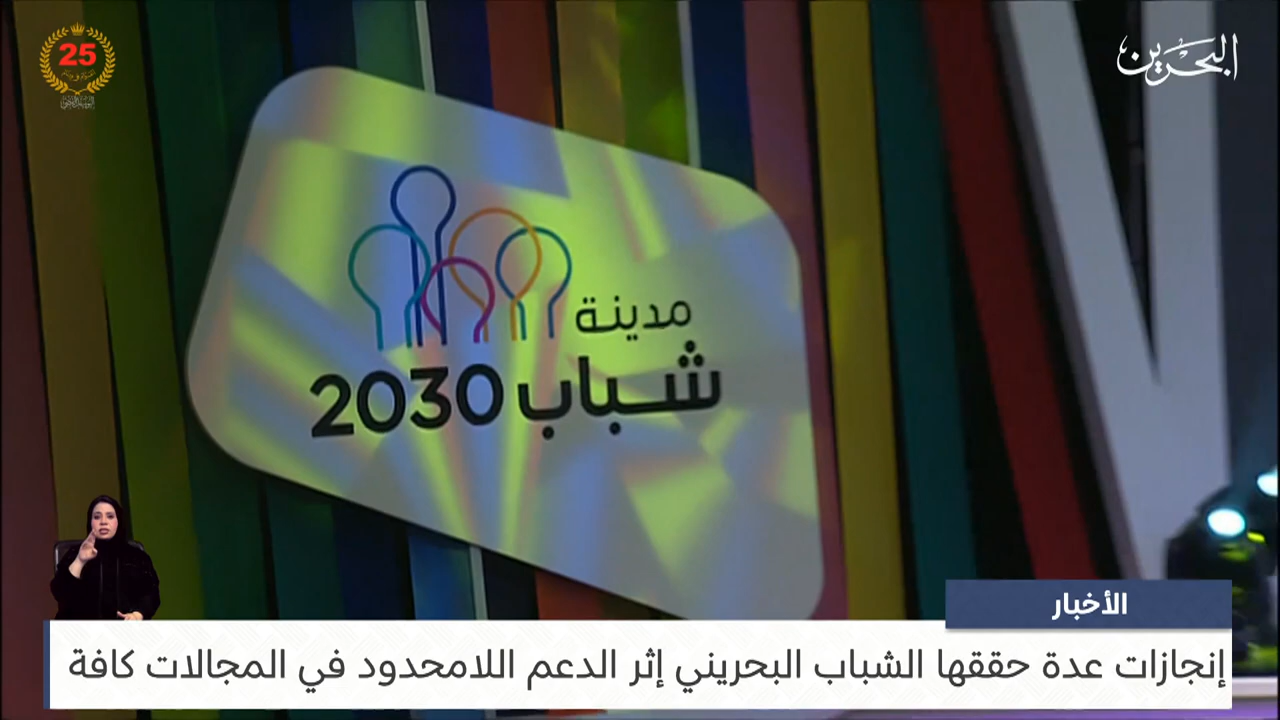 25
البحرين
مدينة
شباب 2030
الأخبار
إنجازات عدة حققها الشباب البحريني إثر الدعم اللامحدود في المجالات كافة